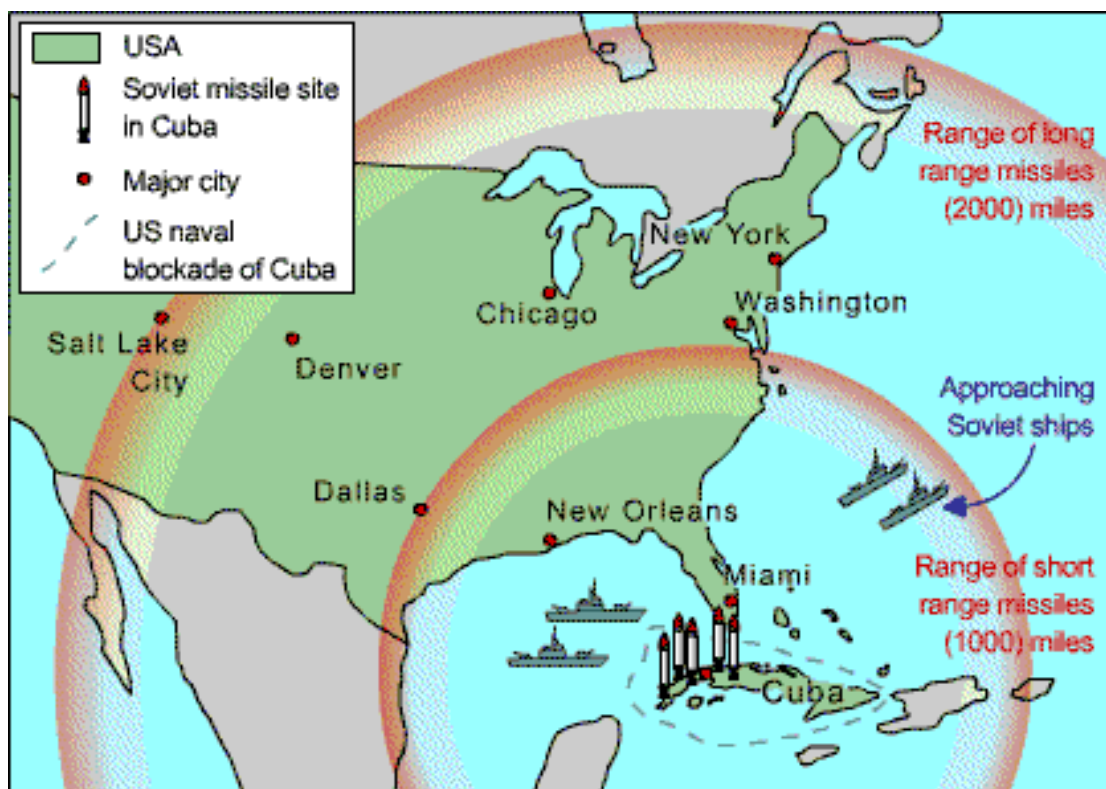 USA
Soviet missile site
in Cuba
Major city
US naval
blockade of Cuba
Range of long
range missiles
(2000) miles
New York
Chicago
Washington
Salt Lake
City
Denver
Approaching
Soviet ships
Dallas
New Orleans
Miami
Range of short
range missiles
(1000) miles
Cuba